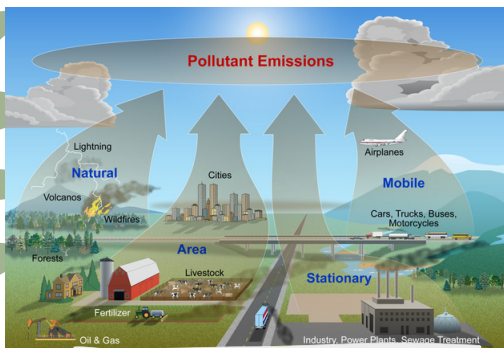 Pollutant Emissions
Lightning
Natural
Volcanos
Wildfires
Forests
Cities
Area
Livestock
Fertilizer
Oil & Gas
Airplanes
Mobile
Cars, Trucks, Buses,
Motorcycles
Stationary
Industry, Power Plants, Sewage Treatment